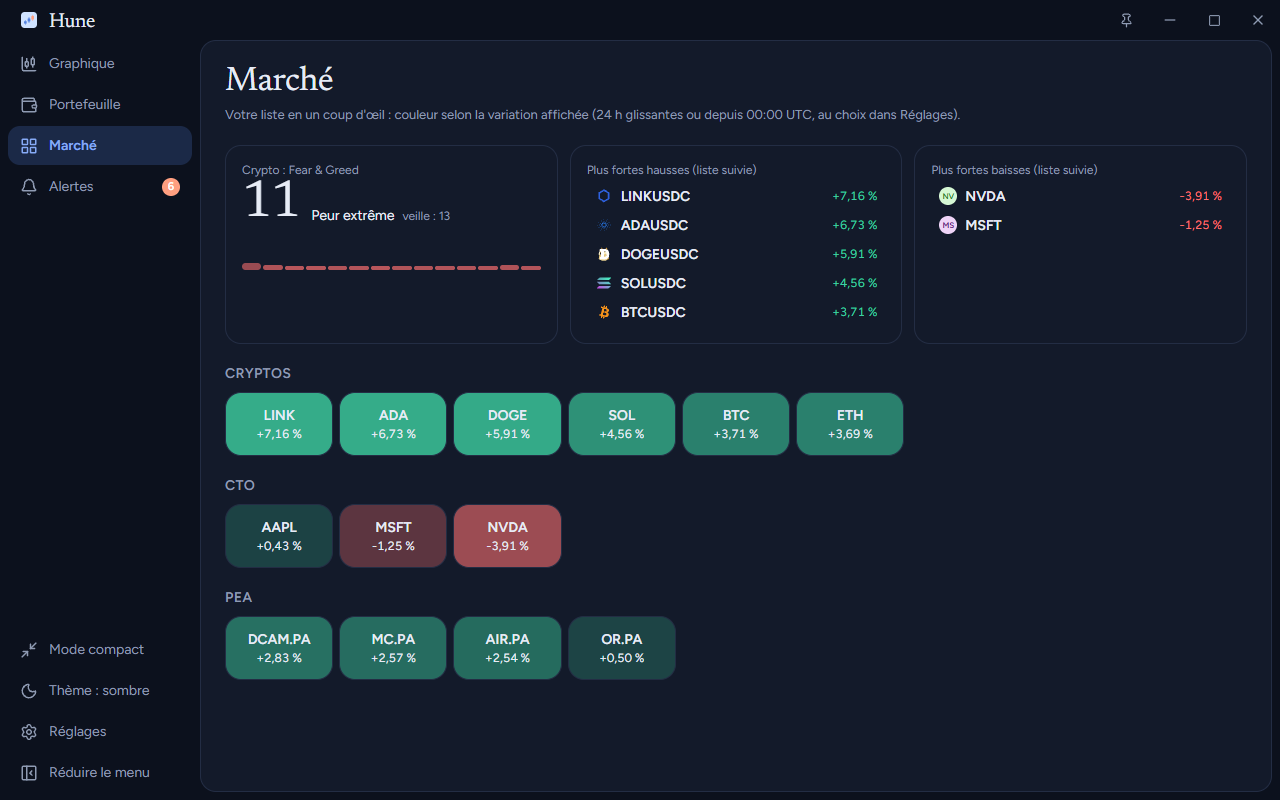 Hune
Graphique
Portefeuille
Marché
Alertes 6
Mode compact
Thème : sombre
Réglages
Réduire le menu
Marché
Votre liste en un coup d'œil : couleur selon la variation affichée (24 h glissantes ou depuis 00:00 UTC, au choix dans Réglages).
Crypto : Fear & Greed
11 Peur extrême veille : 13
Plus fortes hausses (liste suivie)
LINKUSDC +7,16 %
ADAUSDC +6,73 %
DOGEUSDC +5,91 %
SOLUSDC +4,56 %
BTCUSDC +3,71 %
Plus fortes baisses (liste suivie)
NV NVDA -3,91 %
MS MSFT -1,25 %
CRYPTOS
LINK ADA DOGE SOL BTC ETH
+7,16 % +6,73 % +5,91 % +4,56 % +3,71 % +3,69 %
CTO
AAPL MSFT NVDA
+0,43 % -1,25 % -3,91 %
PEA
DCAM.PA MC.PA AIR.PA OR.PA
+2,83 % +2,57 % +2,54 % +0,50 %